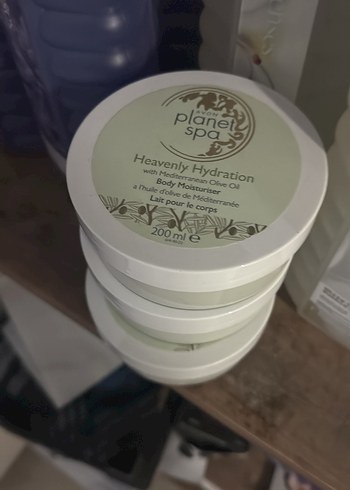 AVON
planet
spa
Heavenly Hydration
with Mediterranean Olive Oil
Body Moisturiser
a l'huile d'olive de Méditerranée
Lait pour le corps
200 ml e